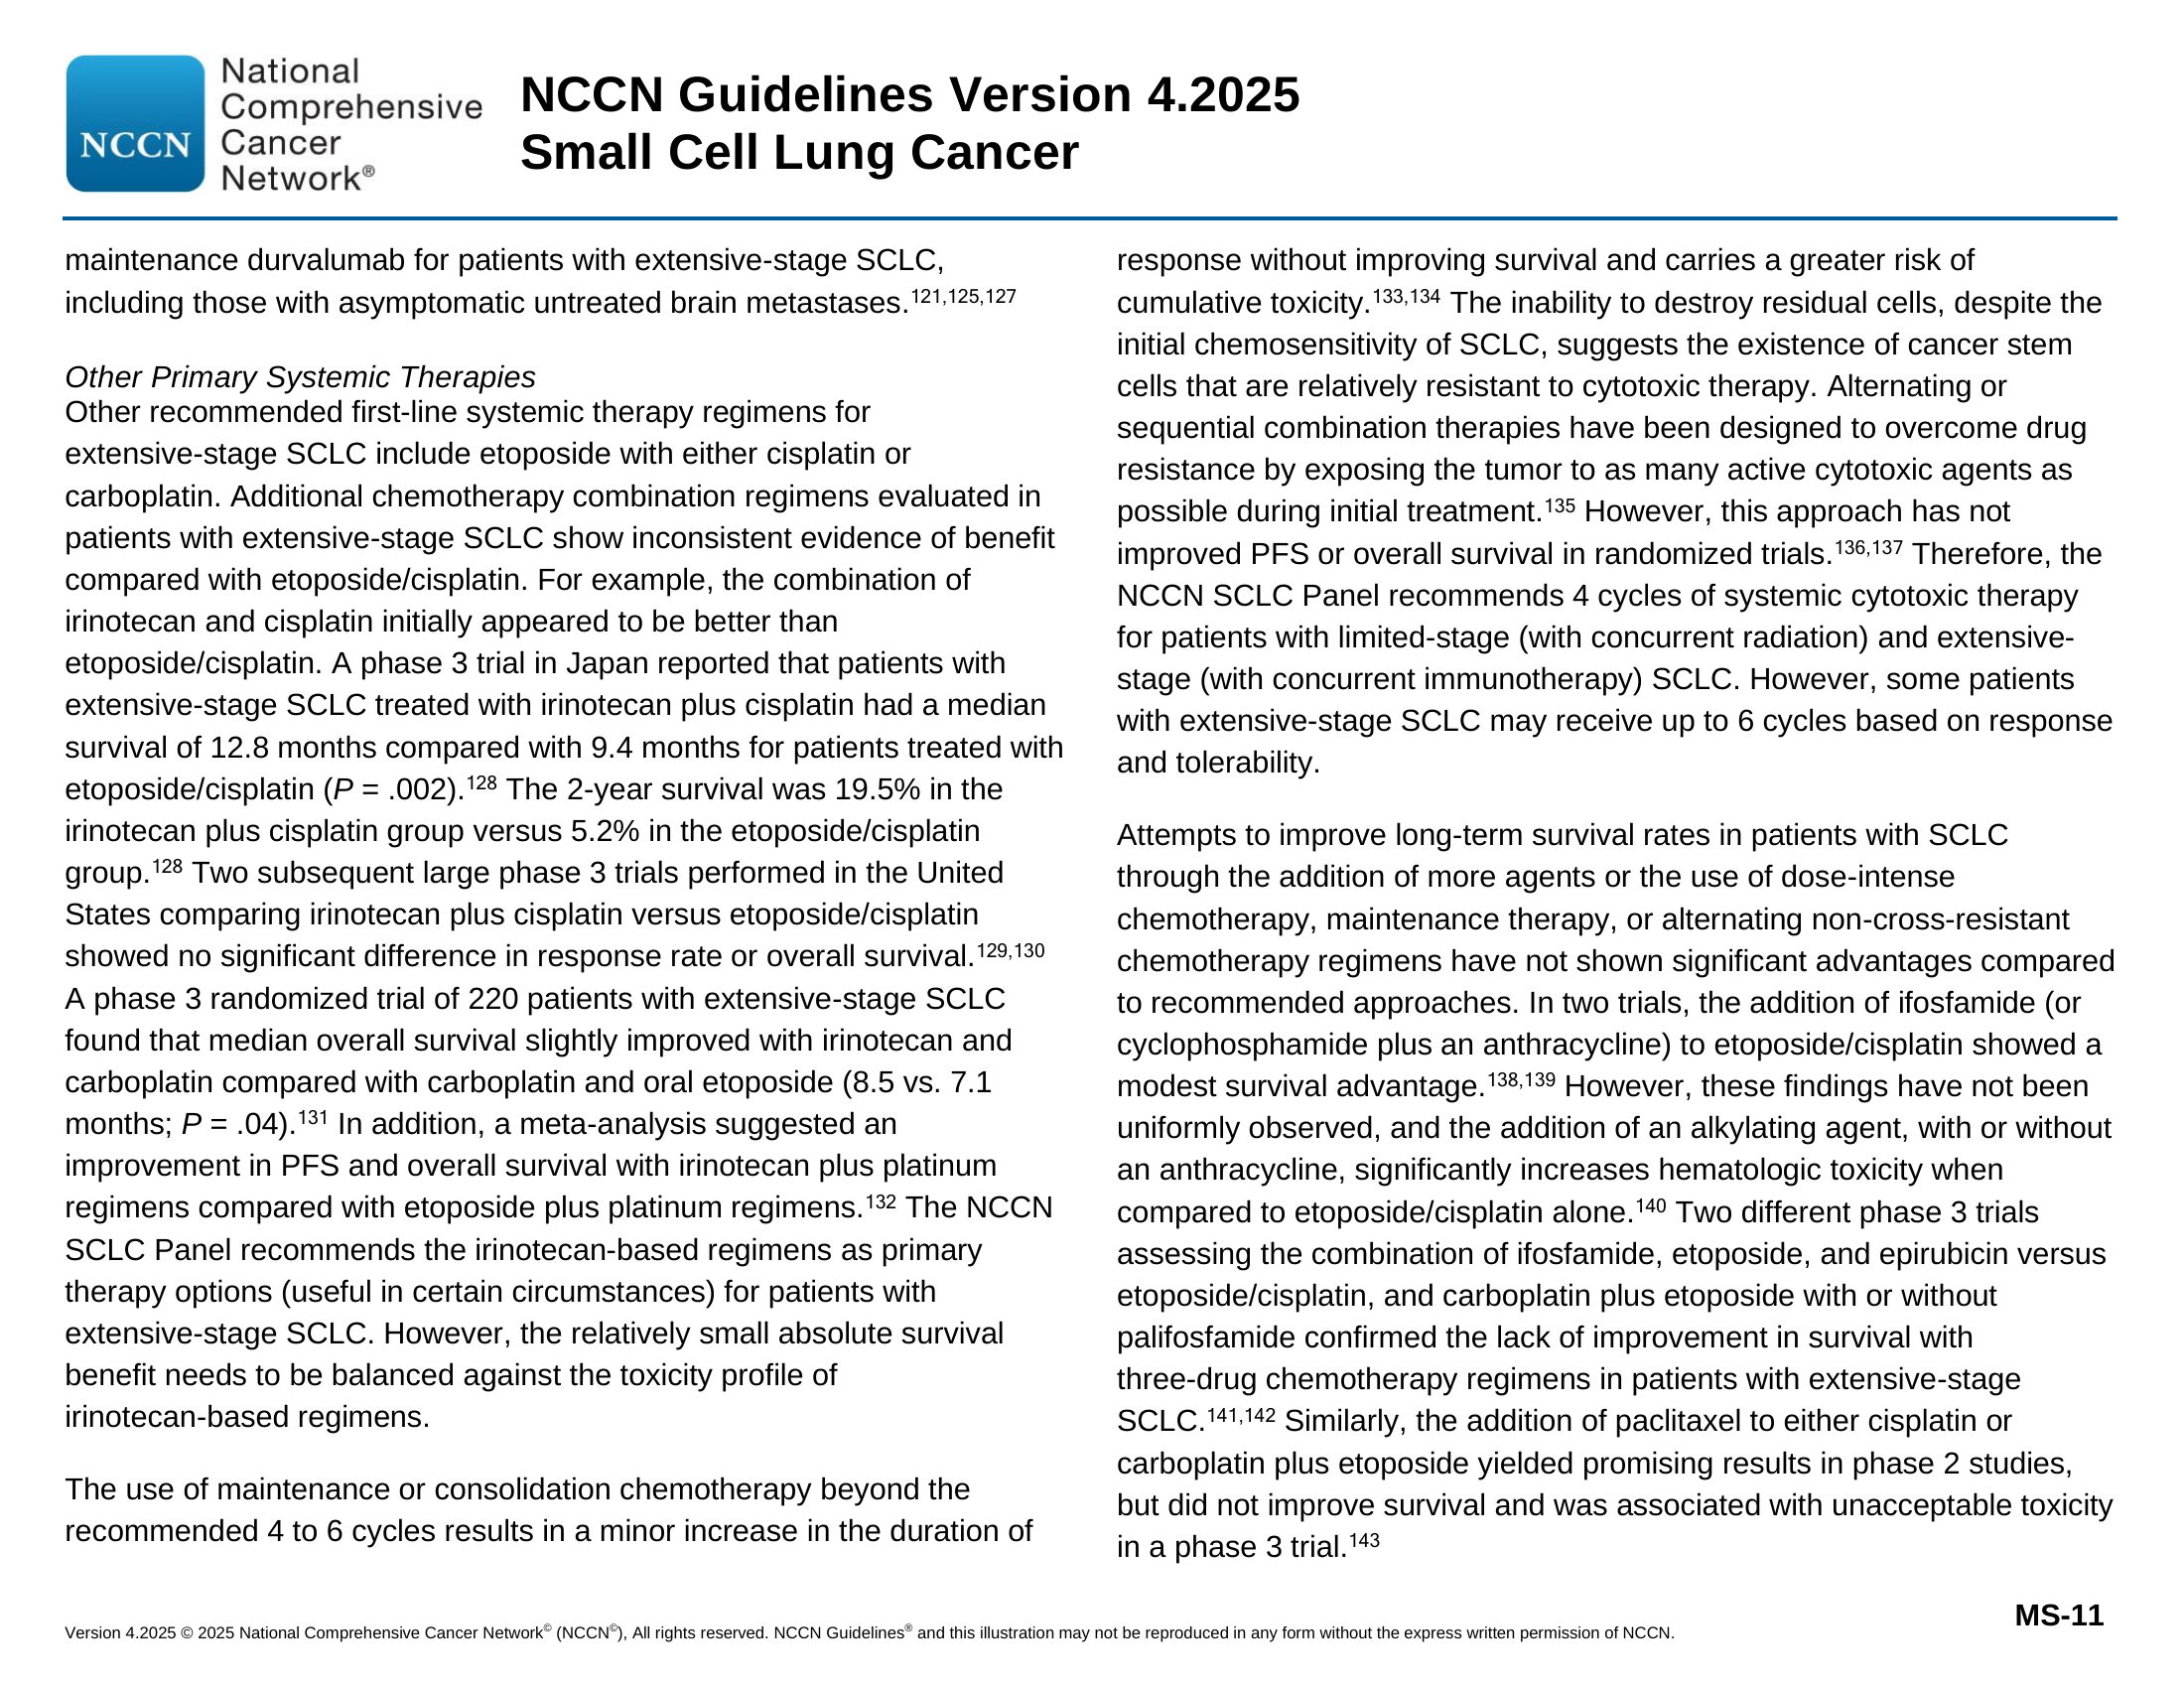 National
Comprehensive
NCCN
Cancer
Network®
NCCN Guidelines Version 4.2025
Small Cell Lung Cancer
maintenance durvalumab for patients with extensive-stage SCLC,
including those with asymptomatic untreated brain metastases.121,125,127
Other Primary Systemic Therapies
Other recommended first-line systemic therapy regimens for
extensive-stage SCLC include etoposide with either cisplatin or
carboplatin. Additional chemotherapy combination regimens evaluated in
patients with extensive-stage SCLC show inconsistent evidence of benefit
compared with etoposide/cisplatin. For example, the combination of
irinotecan and cisplatin initially appeared to be better than
etoposide/cisplatin. A phase 3 trial in Japan reported that patients with
extensive-stage SCLC treated with irinotecan plus cisplatin had a median
survival of 12.8 months compared with 9.4 months for patients treated with
etoposide/cisplatin (P = .002).128 The 2-year survival was 19.5% in the
irinotecan plus cisplatin group versus 5.2% in the etoposide/cisplatin
group.128 Two subsequent large phase 3 trials performed in the United
States comparing irinotecan plus cisplatin versus etoposide/cisplatin
showed no significant difference in response rate or overall survival.129,130
A phase 3 randomized trial of 220 patients with extensive-stage SCLC
found that median overall survival slightly improved with irinotecan and
carboplatin compared with carboplatin and oral etoposide (8.5 vs. 7.1
months; P = .04).131 In addition, a meta-analysis suggested an
improvement in PFS and overall survival with irinotecan plus platinum
regimens compared with etoposide plus platinum regimens.132 The NCCN
SCLC Panel recommends the irinotecan-based regimens as primary
therapy options (useful in certain circumstances) for patients with
extensive-stage SCLC. However, the relatively small absolute survival
benefit needs to be balanced against the toxicity profile of
irinotecan-based regimens.
The use of maintenance or consolidation chemotherapy beyond the
recommended 4 to 6 cycles results in a minor increase in the duration of
response without improving survival and carries a greater risk of
cumulative toxicity.133,134 The inability to destroy residual cells, despite the
initial chemosensitivity of SCLC, suggests the existence of cancer stem
cells that are relatively resistant to cytotoxic therapy. Alternating or
sequential combination therapies have been designed to overcome drug
resistance by exposing the tumor to as many active cytotoxic agents as
possible during initial treatment.135 However, this approach has not
improved PFS or overall survival in randomized trials.136,137 Therefore, the
NCCN SCLC Panel recommends 4 cycles of systemic cytotoxic therapy
for patients with limited-stage (with concurrent radiation) and extensive-
stage (with concurrent immunotherapy) SCLC. However, some patients
with extensive-stage SCLC may receive up to 6 cycles based on response
and tolerability.
Attempts to improve long-term survival rates in patients with SCLC
through the addition of more agents or the use of dose-intense
chemotherapy, maintenance therapy, or alternating non-cross-resistant
chemotherapy regimens have not shown significant advantages compared
to recommended approaches. In two trials, the addition of ifosfamide (or
cyclophosphamide plus an anthracycline) to etoposide/cisplatin showed a
modest survival advantage.138,139 However, these findings have not been
uniformly observed, and the addition of an alkylating agent, with or without
an anthracycline, significantly increases hematologic toxicity when
compared to etoposide/cisplatin alone.140 Two different phase 3 trials
assessing the combination of ifosfamide, etoposide, and epirubicin versus
etoposide/cisplatin, and carboplatin plus etoposide with or without
palifosfamide confirmed the lack of improvement in survival with
three-drug chemotherapy regimens in patients with extensive-stage
SCLC.141,142 Similarly, the addition of paclitaxel to either cisplatin or
carboplatin plus etoposide yielded promising results in phase 2 studies,
but did not improve survival and was associated with unacceptable toxicity
in a phase 3 trial.143
MS-11
Version 4.2025 © 2025 National Comprehensive Cancer Network© (NCCN©), All rights reserved. NCCN Guidelines® and this illustration may not be reproduced in any form without the express written permission of NCCN.